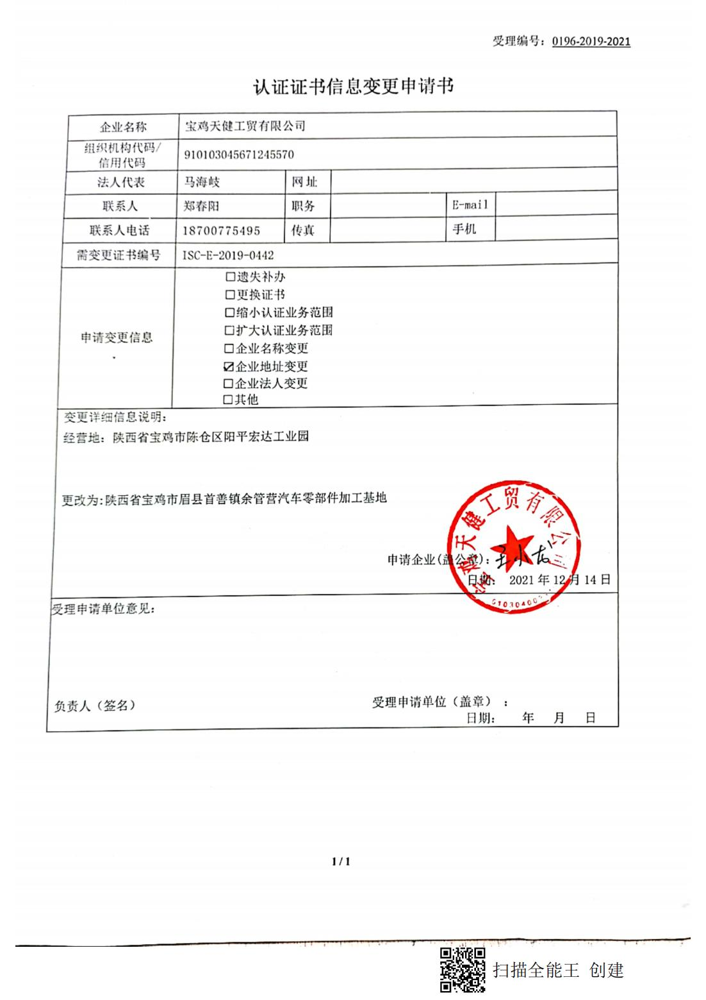 受理编号：0196-2019-2021
认证证书信息变更申请书
企业名称 宝鸡天健工贸有限公司
组织机构代码/
信用代码 910103045671245570
法人代表 马海岐 网址
联系人 郑春阳 职务 E-mail
联系人电话 18700775495 传真 手机
需变更证书编号 ISC-E-2019-0442
申请变更信息
□遗失补办
□更换证书
□缩小认证业务范围
□扩大认证业务范围
□企业名称变更
☑企业地址变更
□企业法人变更
□其他
变更详细信息说明：
经营地：陕西省宝鸡市陈仓区阳平宏达工业园
更改为:陕西省宝鸡市眉县首善镇余管营汽车零部件加工基地
宝鸡天健工贸有限公司
申请企业(盖公章)：王小龙
日期： 2021 年 12 月 14 日
受理申请单位意见：
负责人（签名）
受理申请单位（盖章）：
日期： 年 月 日
1 / 1
扫描全能王 创建